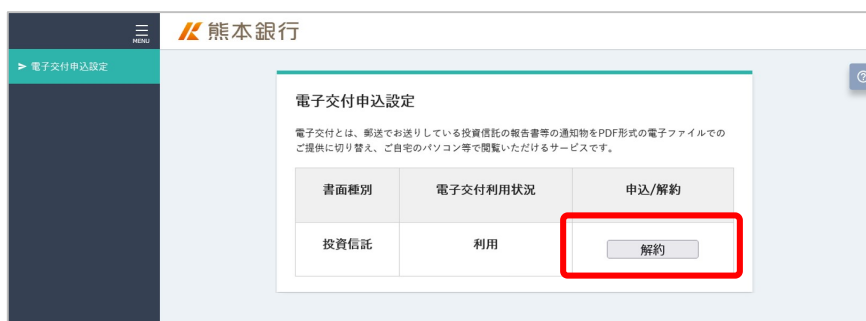 MENU
熊本銀行
電子交付申込設定
電子交付申込設定
電子交付とは、郵送でお送りしている投資信託の報告書等の通知物をPDF形式の電子ファイルでの
ご提供に切り替え、ご自宅のパソコン等で閲覧いただけるサービスです。
書面種別 電子交付利用状況 申込/解約
投資信託 利用 解約